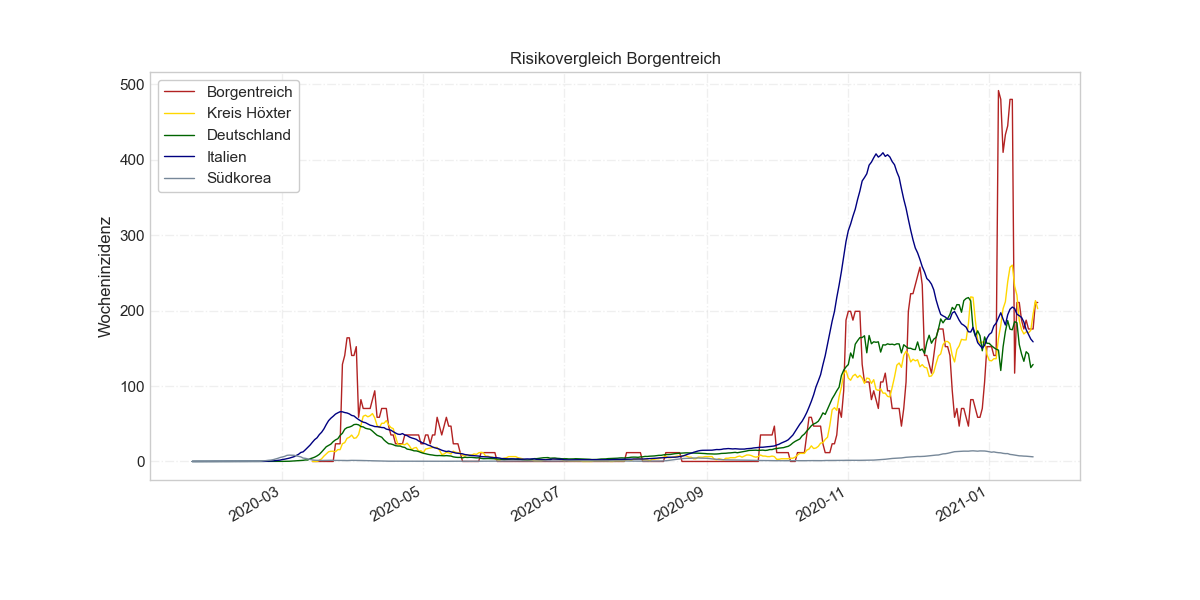 Risikovergleich Borgentreich
500
400
300
200
100
0
Wocheninzidenz
Borgentreich
Kreis Höxter
Deutschland
Italien
Südkorea
2020-03
2020-05
2020-07
2020-09
2020-11
2021-01